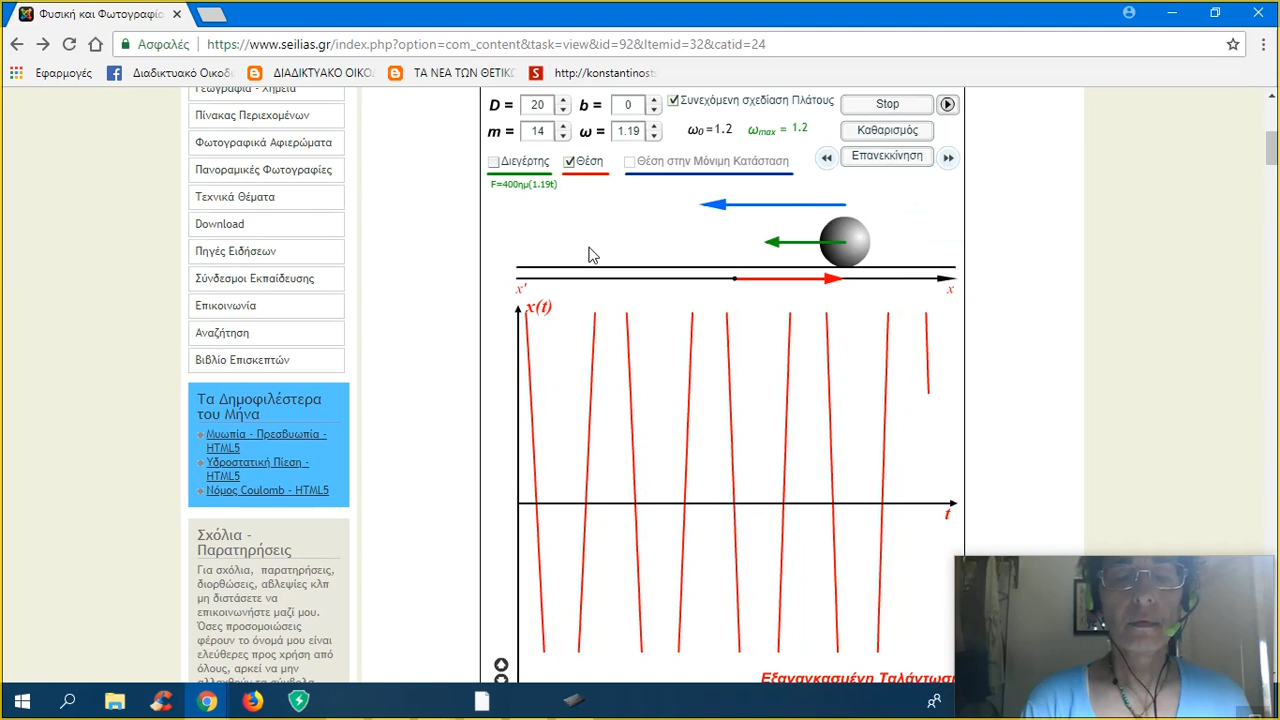 Φυσική και Φωτογραφίο
Ασφαλές
https://www.seilias.gr/index.php?option=com_content&task=view&id=92&Itemid=32&catid=24
Εφαρμογές
Διαδικτυακό Οικοδ
ΔΙΑΔΙΚΤΥΑΚΟ ΟΙΚΟ
ΤΑ ΝΕΑ ΤΩΝ ΘΕΤΙΚ
S
http://konstantinost
Γεωγραφία - Χημεία
Πίνακας Περιεχομένων
Φωτογραφικά Αφιερώματα
Πανοραμικές Φωτογραφίες
Τεχνικά Θέματα
Download
Πηγές Ειδήσεων
Σύνδεσμοι Εκπαίδευσης
Επικοινωνία
Αναζήτηση
Βιβλίο Επισκεπτών
Τα Δημοφιλέστερα
του Μήνα
Μυωπία - Πρεσβυωπία -
HTML5
Υδροστατική Πίεση -
HTML5
Νόμος Coulomb - HTML5
Σχόλια -
Παρατηρήσεις
Για σχόλια, παρατηρήσεις,
διορθώσεις, αβλεψίες κλπ
μη διστάσετε να
επικοινωνήστε μαζί μου.
Όσες προσομοιώσεις
φέρουν το όνομά μου είναι
ελεύθερες προς χρήση από
όλους, αρκεί να μην
D = 20 b = 0 Συνεχόμενη σχεδίαση Πλάτους Stop
m = 14 ω = 1.19 ω0 =1.2 ωmax = 1.2 Καθαρισμός
Διεγέρτης Θέση Θέση στην Μόνιμη Κατάσταση Επανεκκίνηση
F=400ημ(1.19t)
x' x
x(t)
t
Εξαναγκασμένη Ταλάντωσι